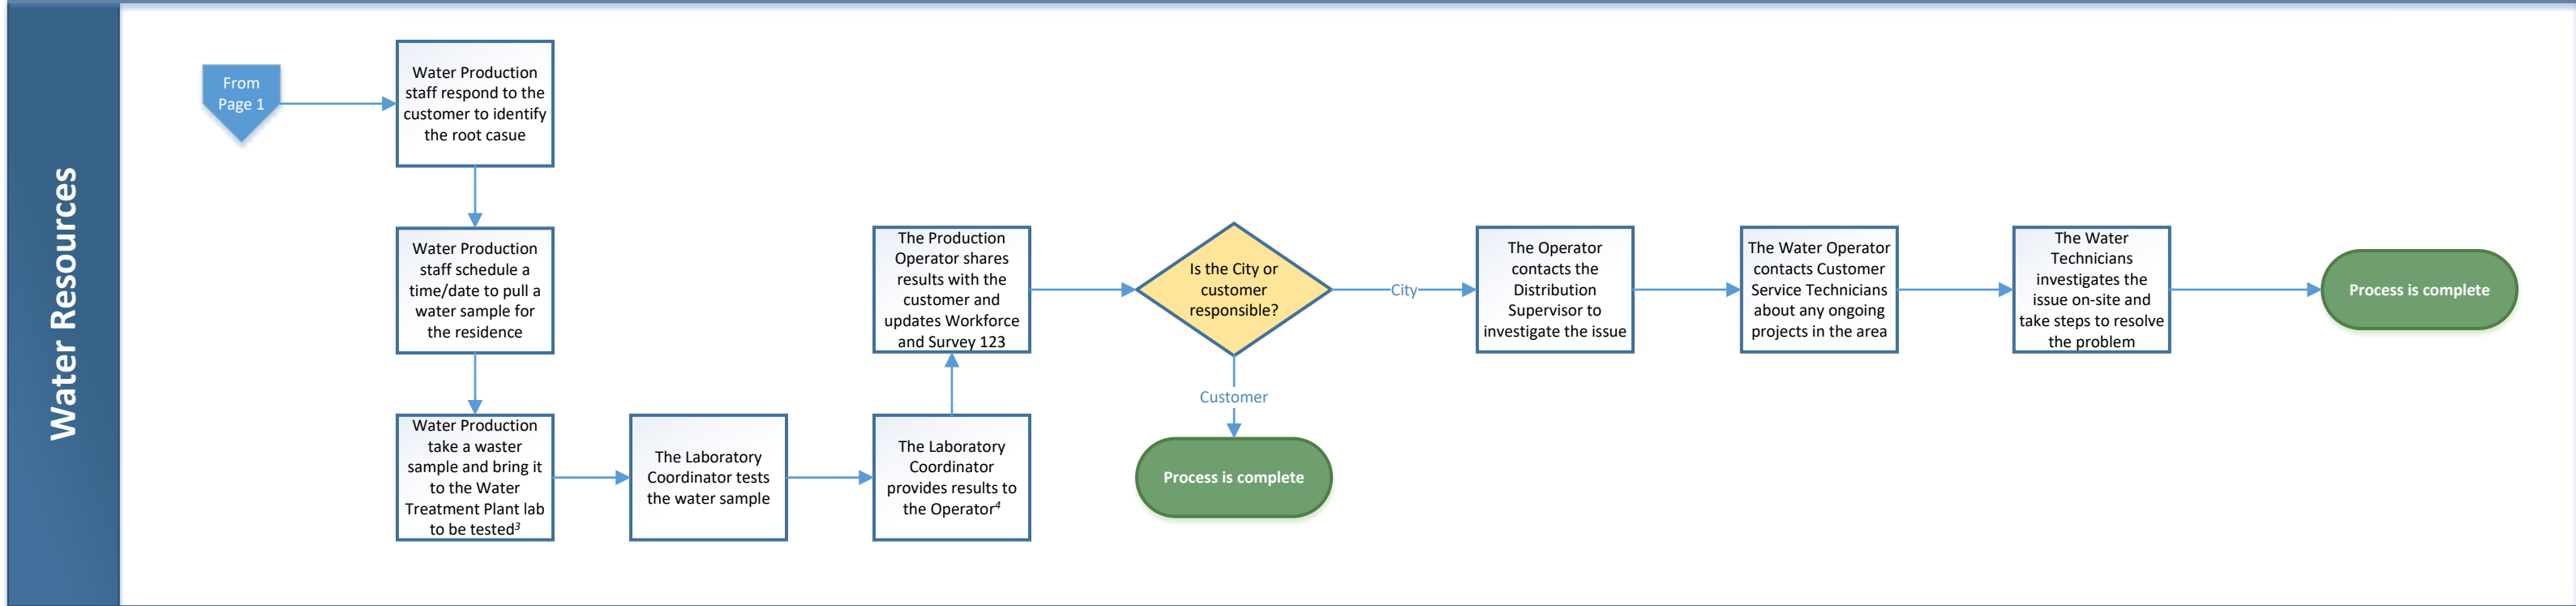 Water Resources
From
Page 1
Water Production
staff respond to the
customer to identify
the root casue
Water Production
staff schedule a
time/date to pull a
water sample for
the residence
Water Production
take a waster
sample and bring it
to the Water
Treatment Plant lab
to be tested³
The Laboratory
Coordinator tests
the water sample
The Laboratory
Coordinator
provides results to
the Operator⁴
The Production
Operator shares
results with the
customer and
updates Workforce
and Survey 123
Is the City or
customer
responsible?
City
Customer
Process is complete
The Operator
contacts the
Distribution
Supervisor to
investigate the issue
The Water Operator
contacts Customer
Service Technicians
about any ongoing
projects in the area
The Water
Technicians
investigates the
issue on-site and
take steps to resolve
the problem
Process is complete